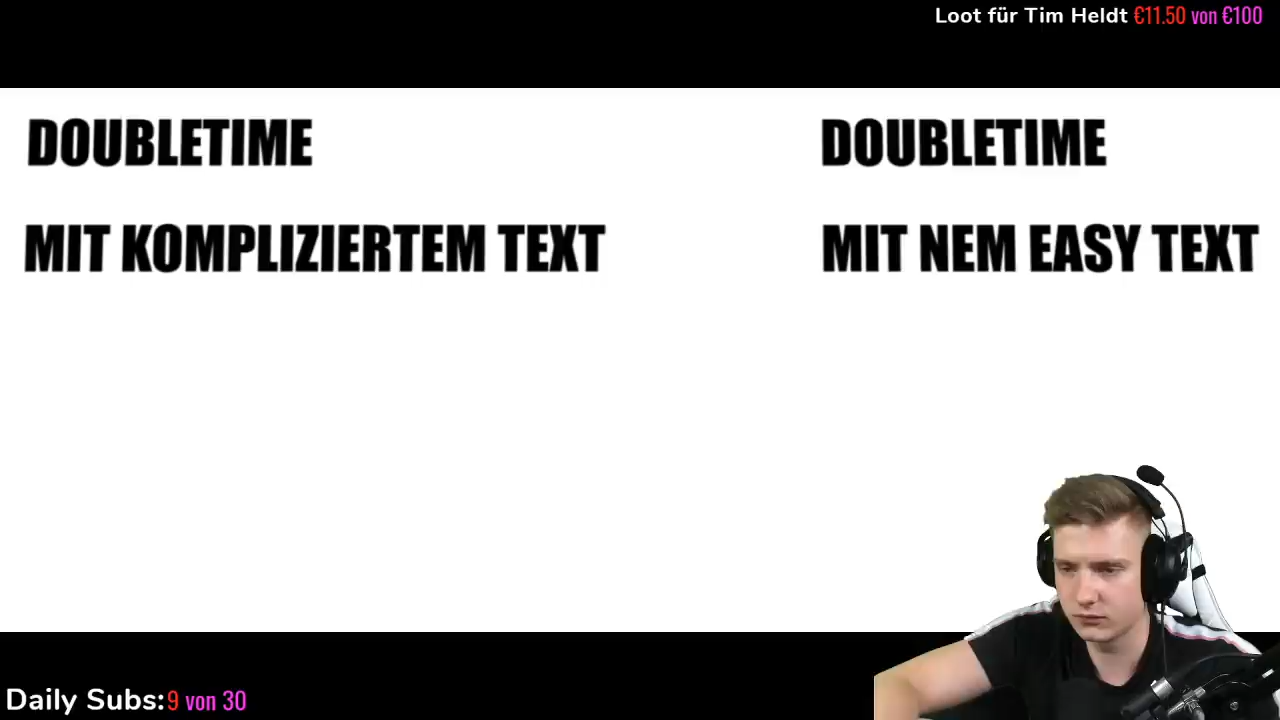 Loot für Tim Heldt €11.50 von €100
DOUBLETIME
MIT KOMPLIZIERTEM TEXT
DOUBLETIME
MIT NEM EASY TEXT
Daily Subs:9 von 30